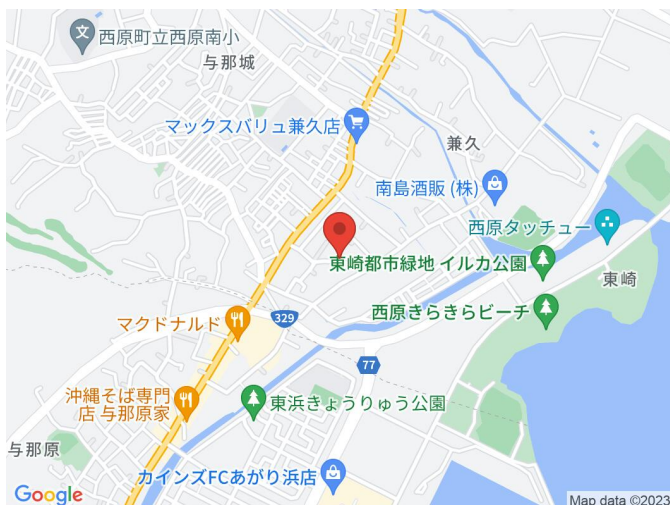 西原町立西原南小
与那城
マックスバリュ兼久店
兼久
南島酒販 (株)
西原タッチュー
東崎都市緑地 イルカ公園
東崎
西原きらきらビーチ
329
マクドナルド
77
沖縄そば専門
店 与那原家
東浜きょうりゅう公園
与那原
カインズFCあがり浜店
Google
Map data ©2023